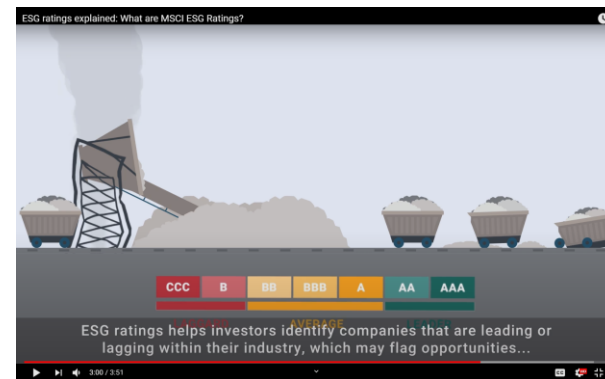 ESG ratings explained: What are MSCI ESG Ratings?
CCC B BB BBB A AA AAA
AVERAGE
ESG ratings helps investors identify companies that are leading or
lagging within their industry, which may flag opportunities...
3:00 / 3:51